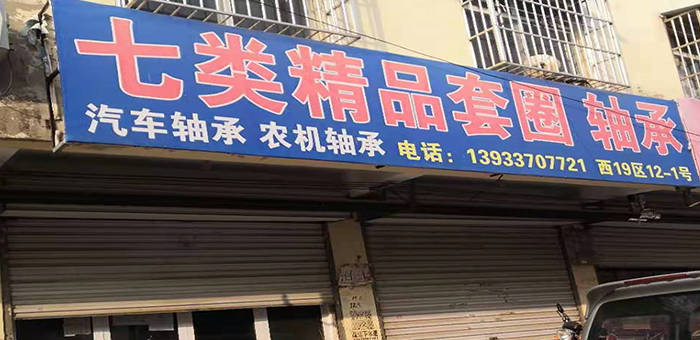 七类精品套圈 轴承
汽车轴承 农机轴承 电话：13933707721 西19区12-1号